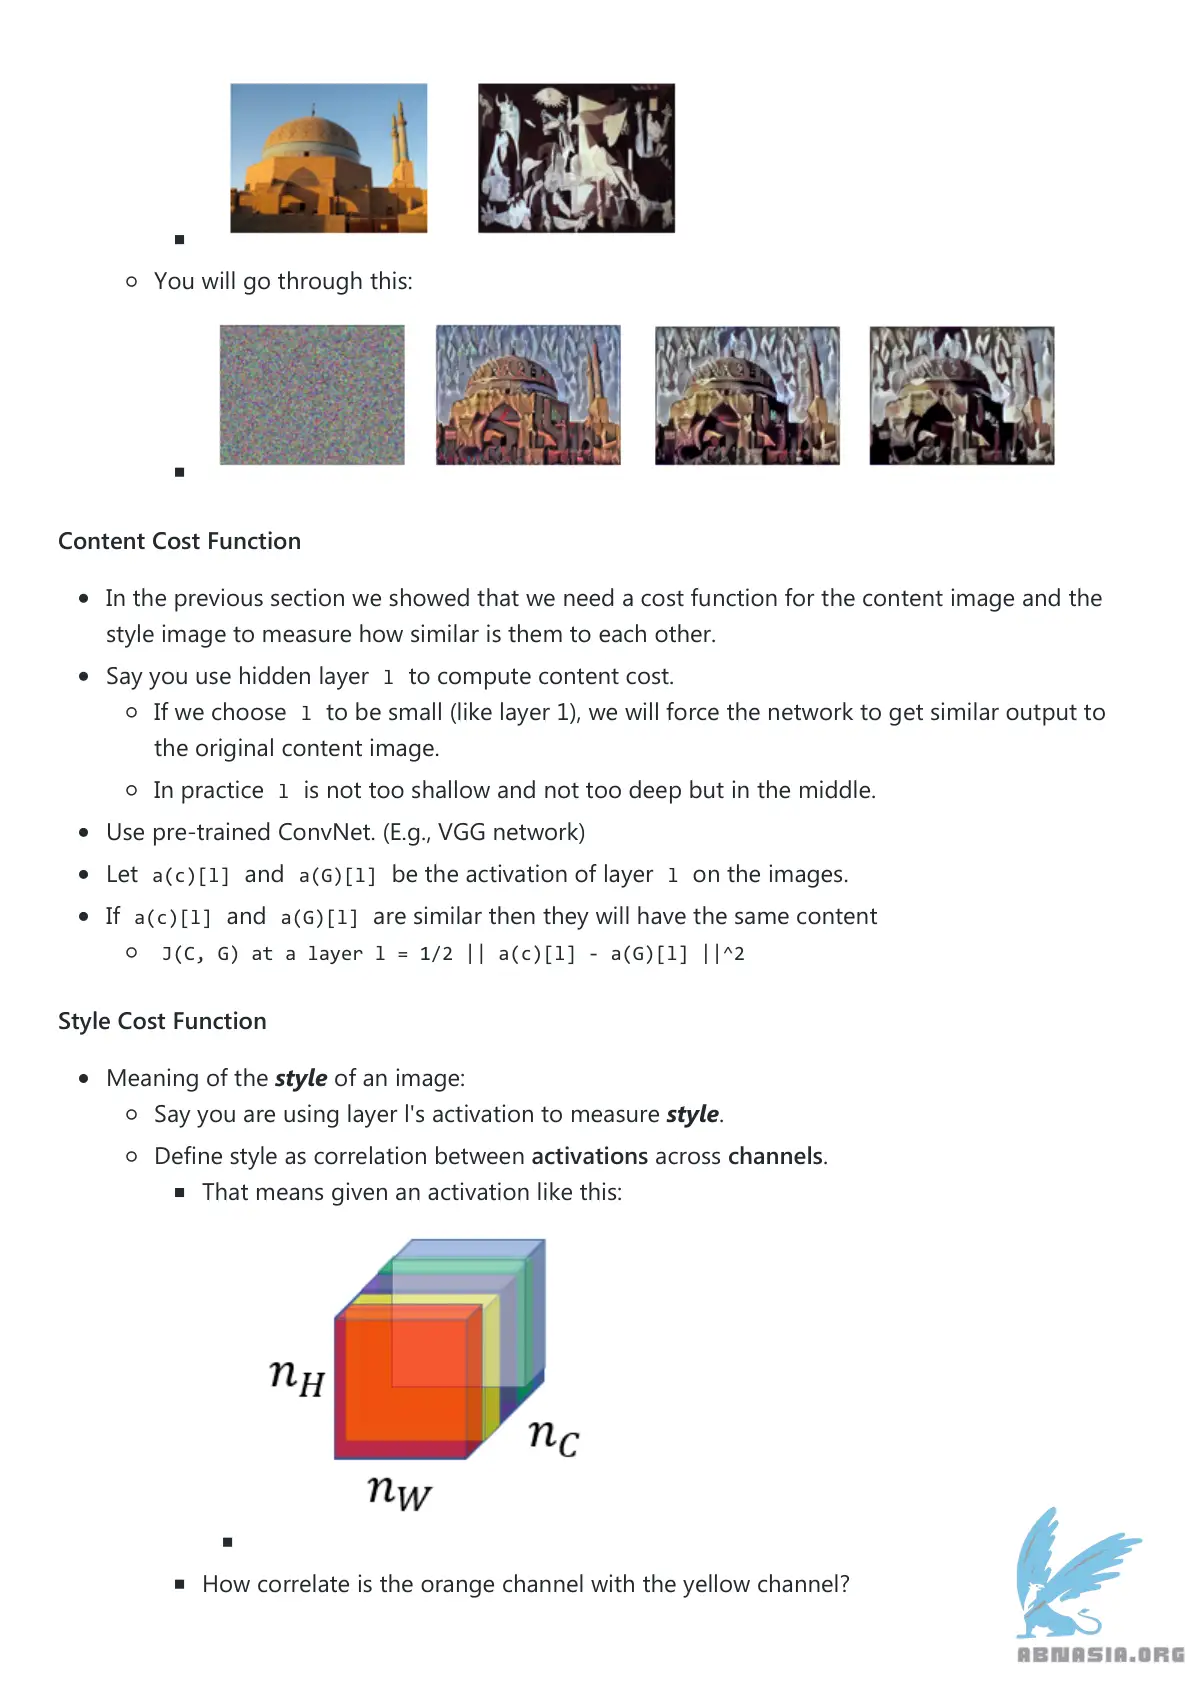 You will go through this:
Content Cost Function
In the previous section we showed that we need a cost function for the content image and the
style image to measure how similar is them to each other.
Say you use hidden layer l to compute content cost.
If we choose l to be small (like layer 1), we will force the network to get similar output to
the original content image.
In practice l is not too shallow and not too deep but in the middle.
Use pre-trained ConvNet. (E.g., VGG network)
Let a(c)[l] and a(G)[l] be the activation of layer l on the images.
If a(c)[l] and a(G)[l] are similar then they will have the same content
J(C, G) at a layer l = 1/2 || a(c)[l] - a(G)[l] ||^2
Style Cost Function
Meaning of the style of an image:
Say you are using layer l's activation to measure style.
Define style as correlation between activations across channels.
That means given an activation like this:
n_H
n_C
n_W
How correlate is the orange channel with the yellow channel?
ABNASIA.ORG